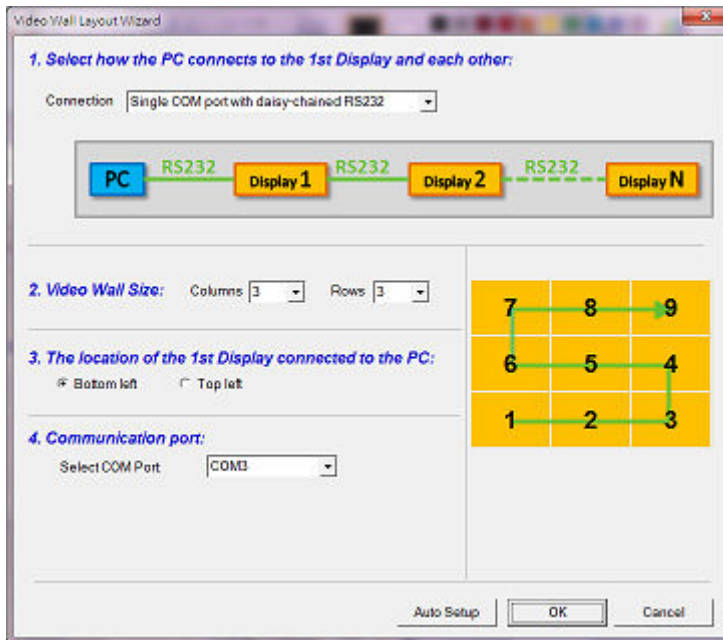 Video Wall Layout Wizard
1. Select how the PC connects to the 1st Display and each other:
Connection Single COM port with daisy-chained RS232
PC RS232 Display 1 RS232 Display 2 RS232 Display N
2. Video Wall Size: Columns 3 Rows 3
7 8 9
3. The location of the 1st Display connected to the PC:
6 5 4
Bottom left Top left
1 2 3
4. Communication port:
Select COM Port COM3
Auto Setup OK Cancel